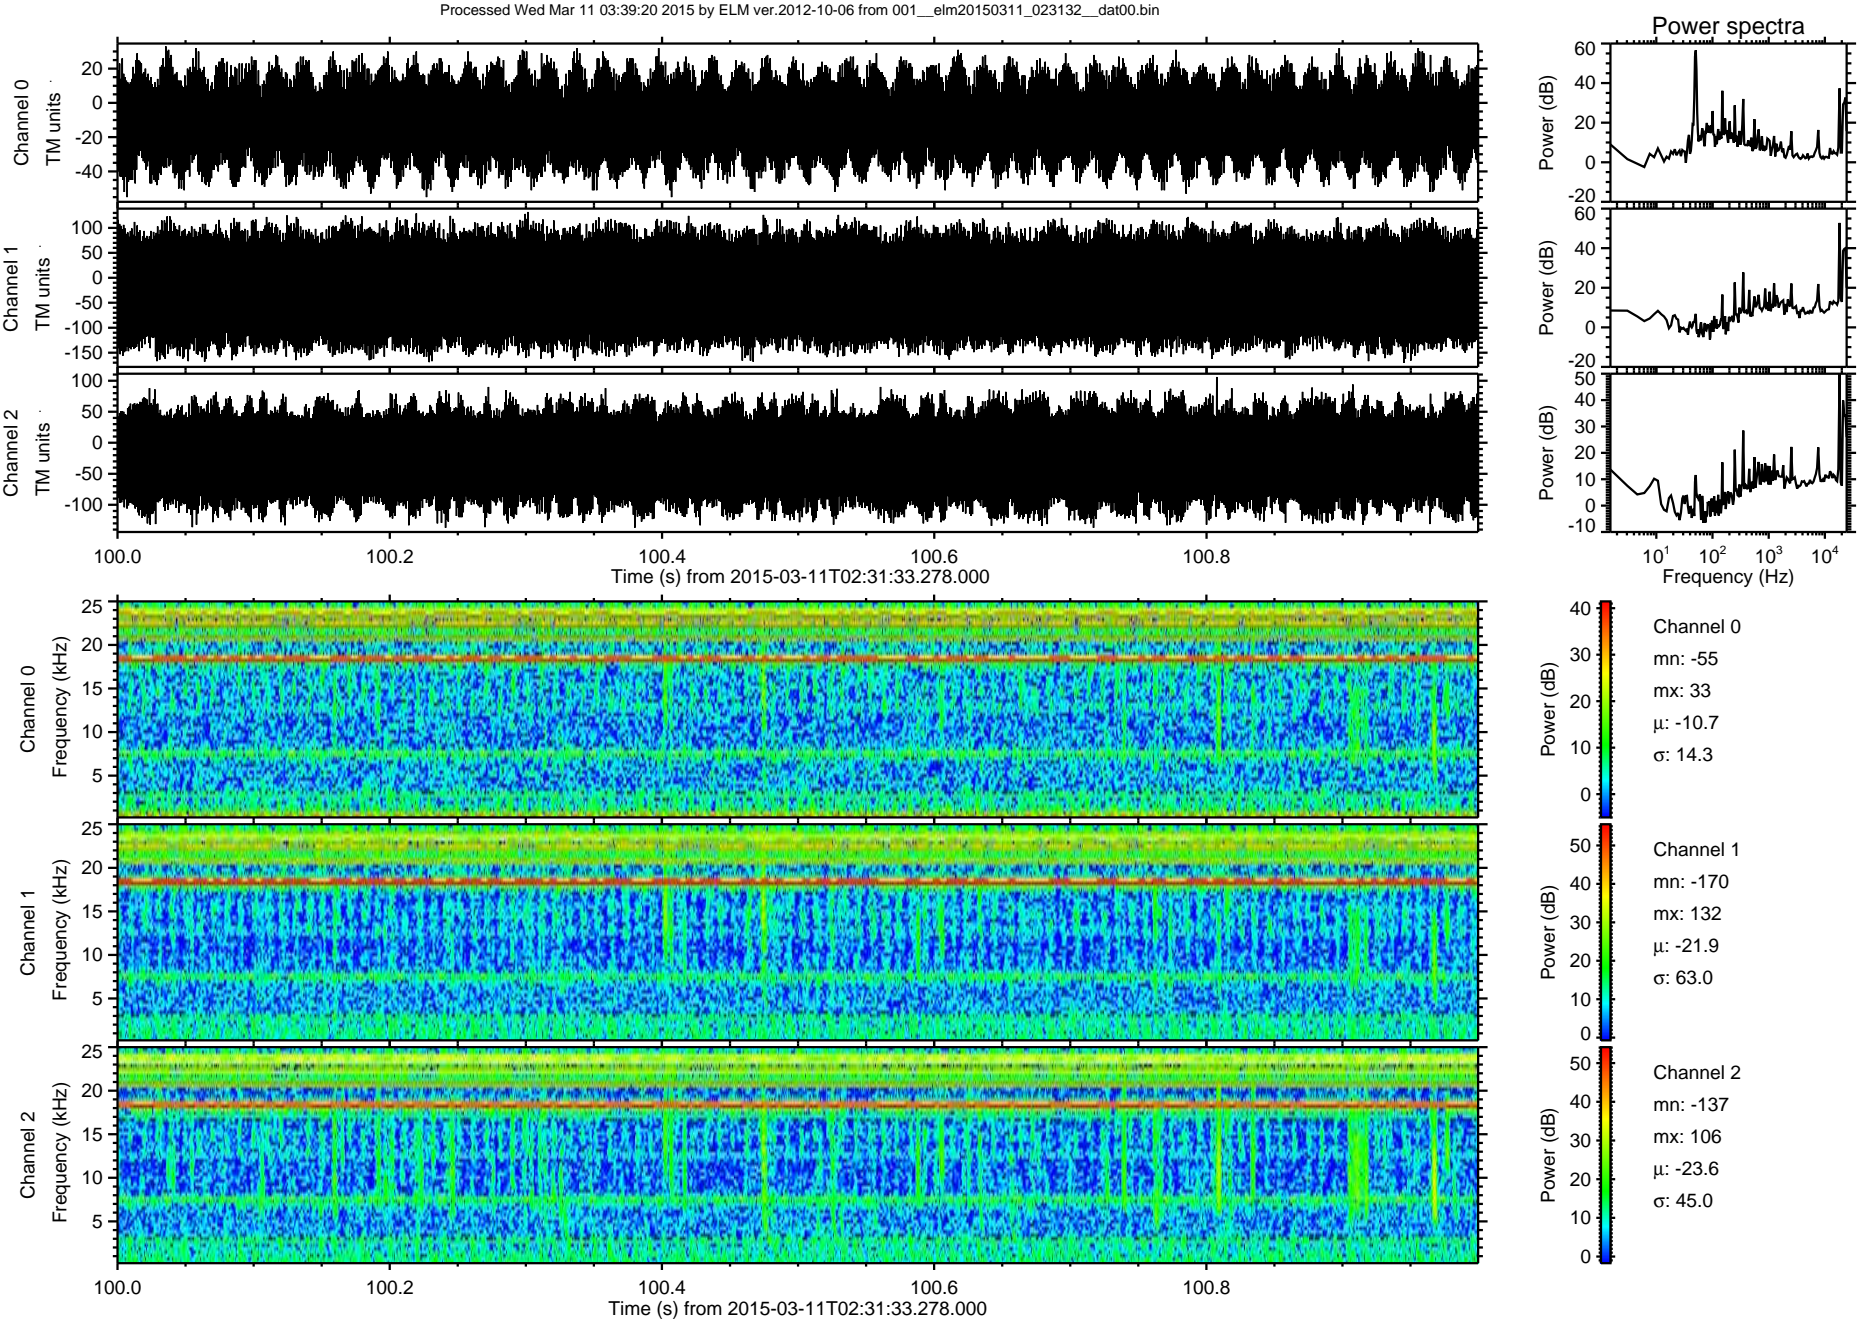 Processed Wed Mar 11 03:39:20 2015 by ELM ver.2012-10-06 from 001__elm20150311_023132__dat00.bin
Power spectra
Channel 0
TM units
20
0
-20
-40
Power (dB)
60
40
20
0
-20
Channel 1
TM units
100
50
0
-50
-100
-150
Power (dB)
60
40
20
0
-20
Channel 2
TM units
100
50
0
-50
-100
Power (dB)
50
40
30
20
10
0
-10
100.0 100.2 100.4 100.6 100.8
Time (s) from 2015-03-11T02:31:33.278.000
10¹ 10² 10³ 10⁴
Frequency (Hz)
Channel 0
Frequency (kHz)
25
20
15
10
5
Power (dB)
40
30
20
10
0
Channel 0
mn: -55
mx: 33
μ: -10.7
σ: 14.3
Channel 1
Frequency (kHz)
25
20
15
10
5
Power (dB)
50
40
30
20
10
0
Channel 1
mn: -170
mx: 132
μ: -21.9
σ: 63.0
Channel 2
Frequency (kHz)
25
20
15
10
5
Power (dB)
50
40
30
20
10
0
Channel 2
mn: -137
mx: 106
μ: -23.6
σ: 45.0
100.0 100.2 100.4 100.6 100.8
Time (s) from 2015-03-11T02:31:33.278.000